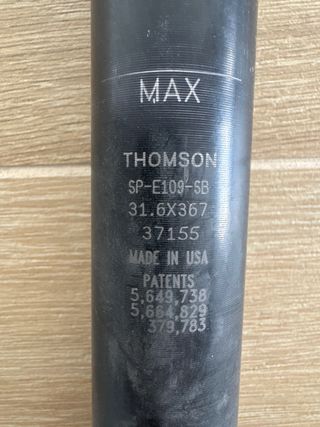 MAX
THOMSON
SP-E109-SB
31.6X367
37155
MADE IN USA
PATENTS
5,649,738
5,664,829
379,783